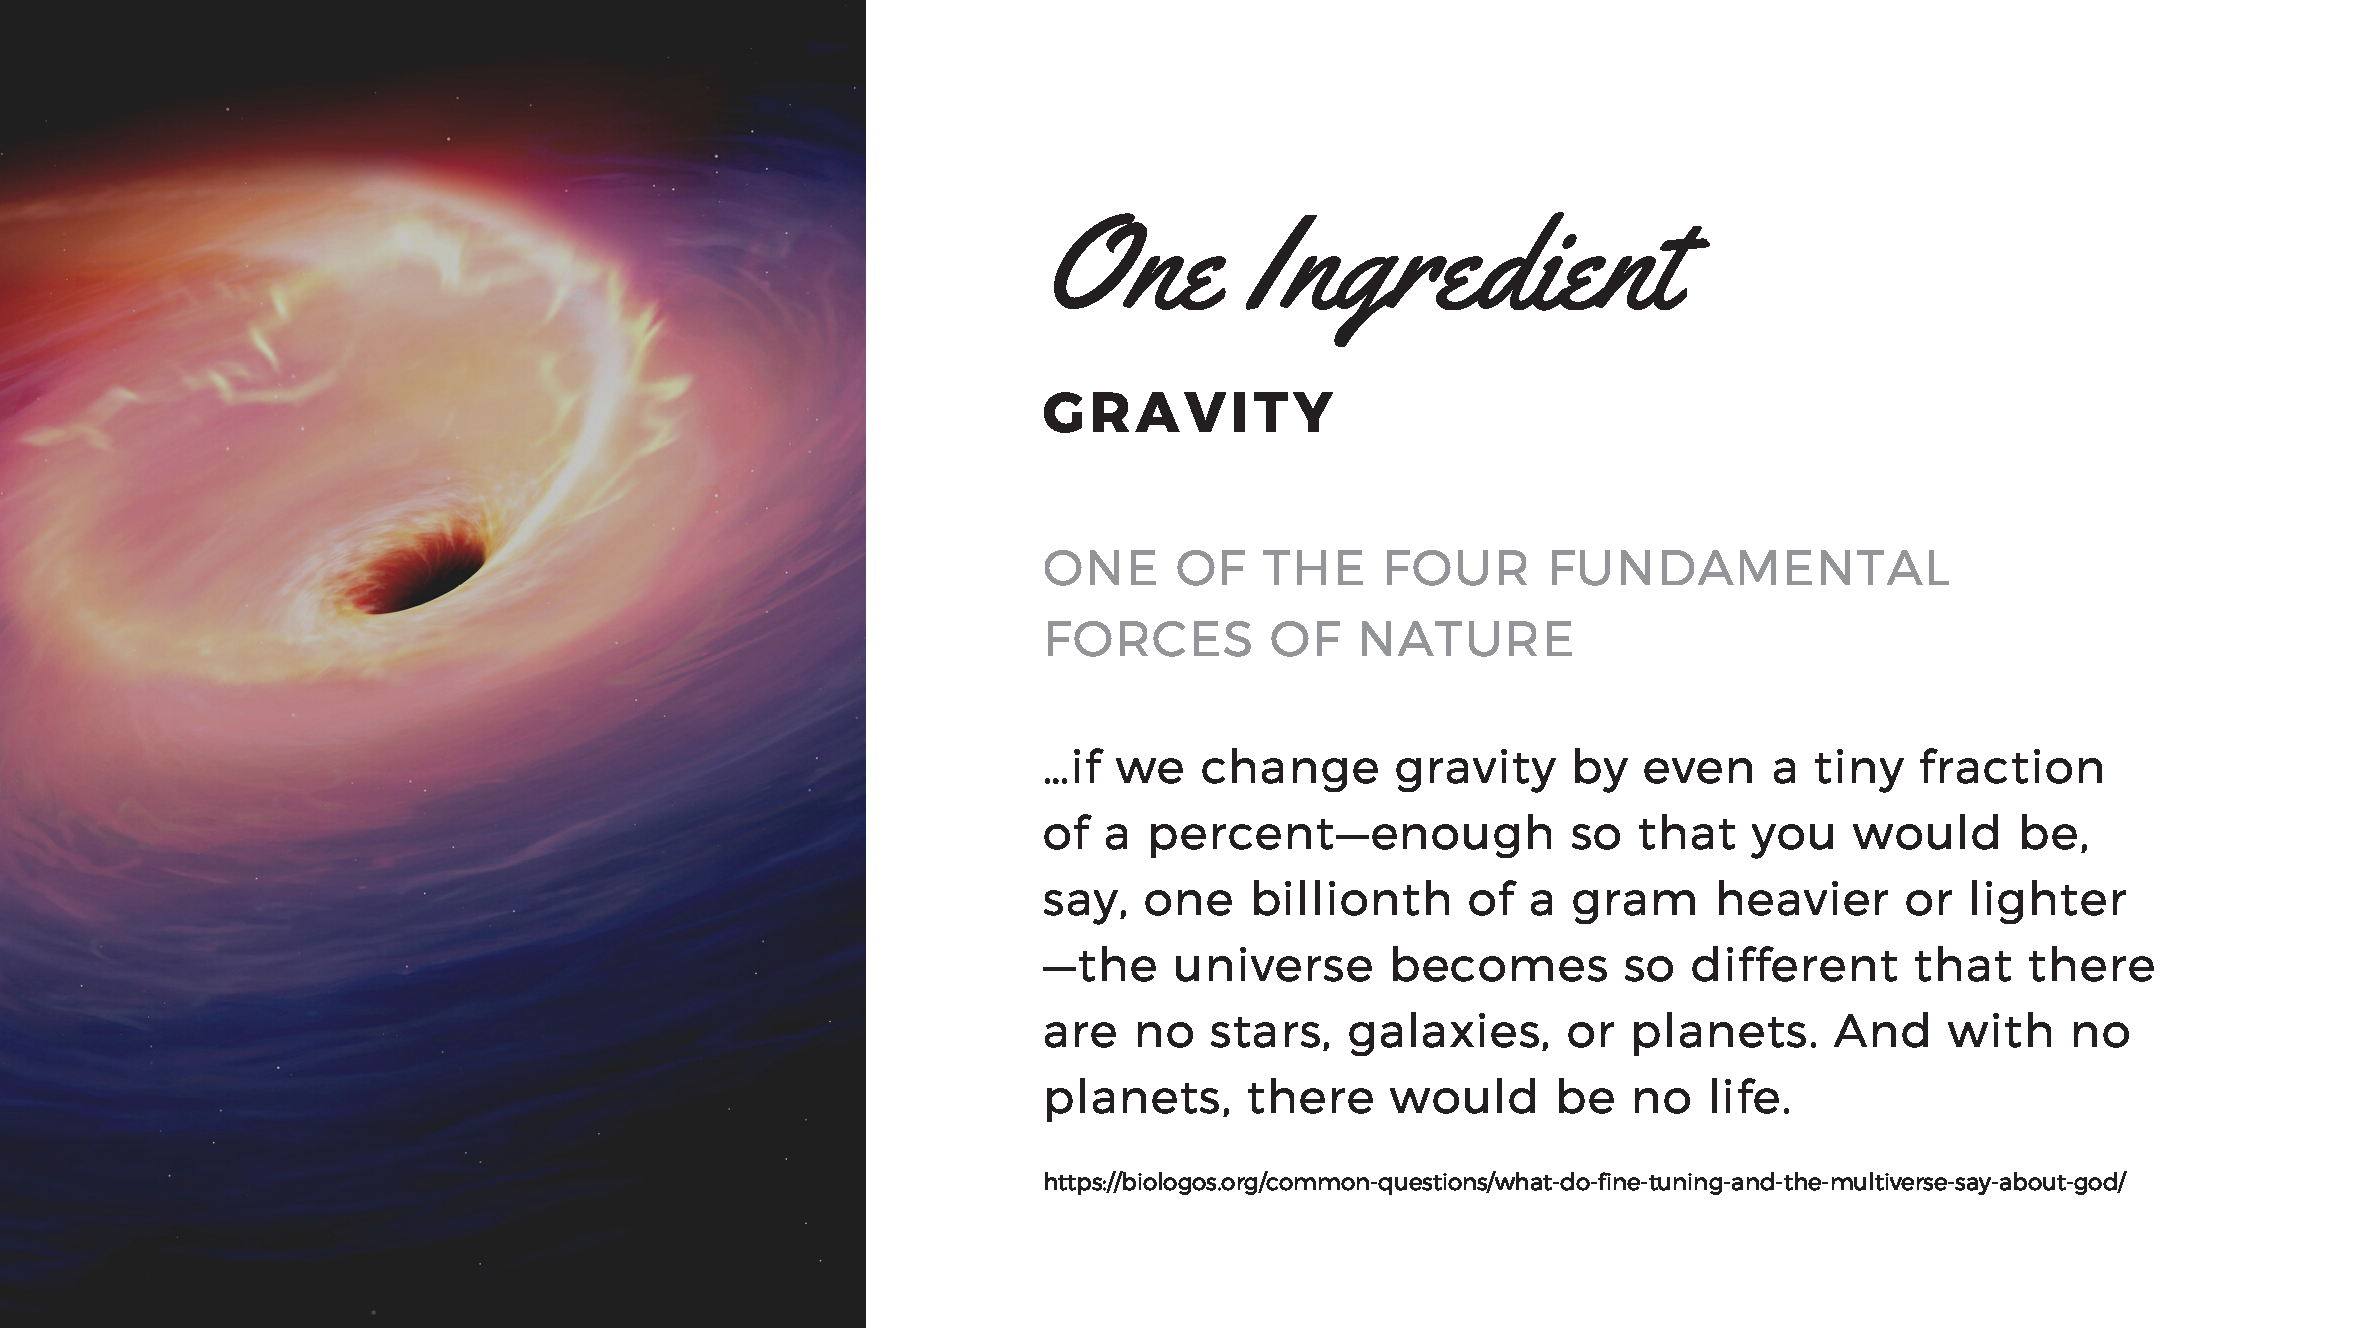 One Ingredient
GRAVITY
ONE OF THE FOUR FUNDAMENTAL
FORCES OF NATURE
...if we change gravity by even a tiny fraction
of a percent—enough so that you would be,
say, one billionth of a gram heavier or lighter
—the universe becomes so different that there
are no stars, galaxies, or planets. And with no
planets, there would be no life.
https://biologos.org/common-questions/what-do-fine-tuning-and-the-multiverse-say-about-god/